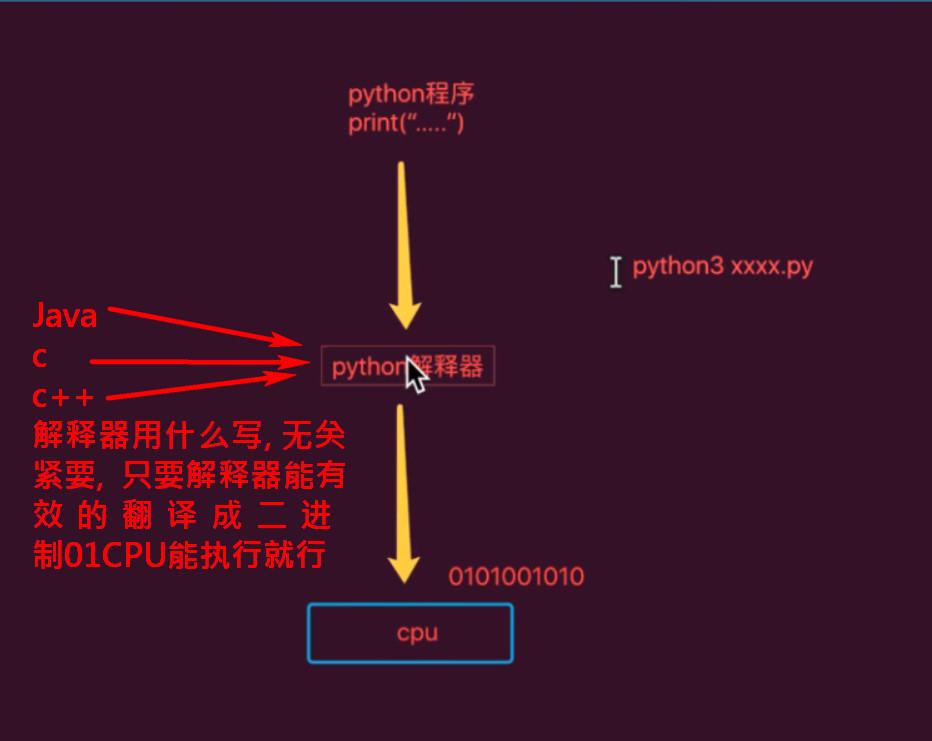 python程序
print(“.....“)
python3 xxxx.py
Java
c
c++
python解释器
解释器用什么写, 无关
紧要, 只要解释器能有
效的翻译成二进
制01CPU能执行就行
0101001010
cpu